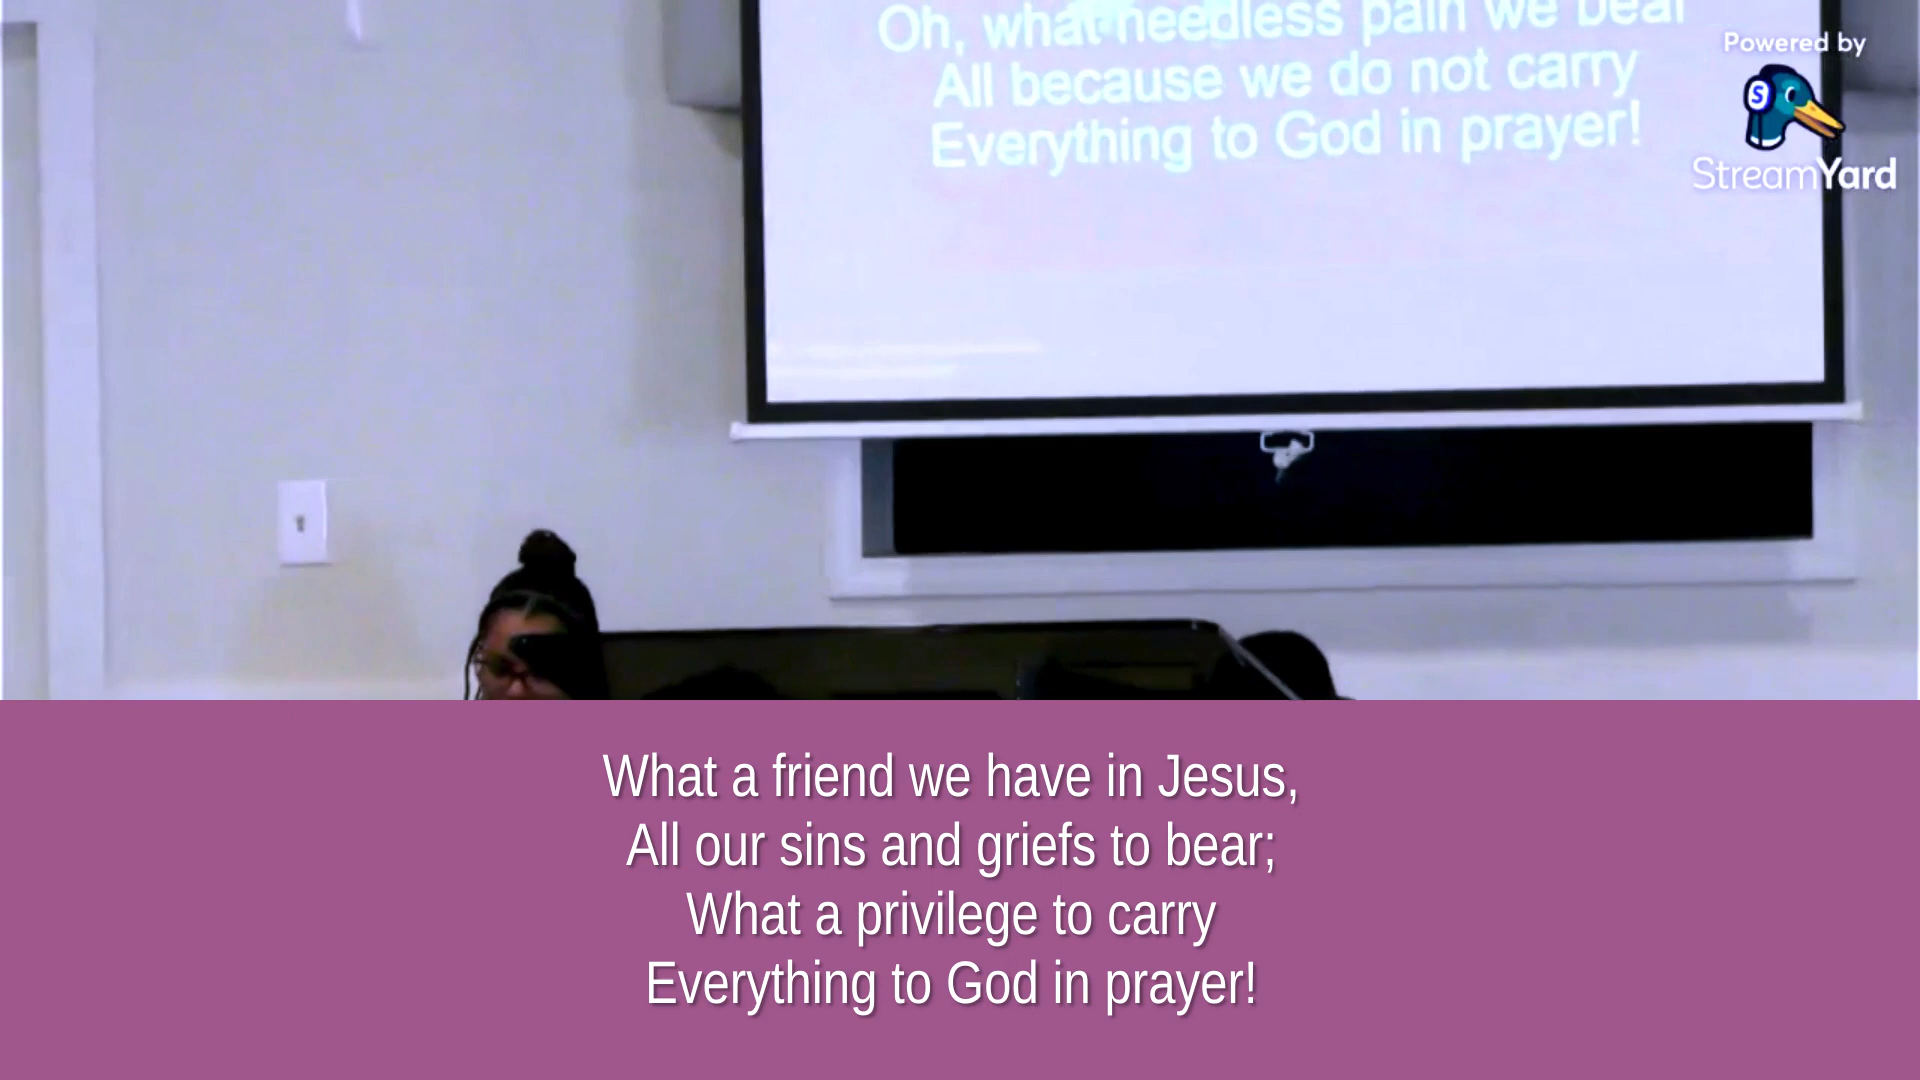 Oh, what needless pain we bear
All because we do not carry
Everything to God in prayer!
Powered by
S
StreamYard
What a friend we have in Jesus,
All our sins and griefs to bear;
What a privilege to carry
Everything to God in prayer!